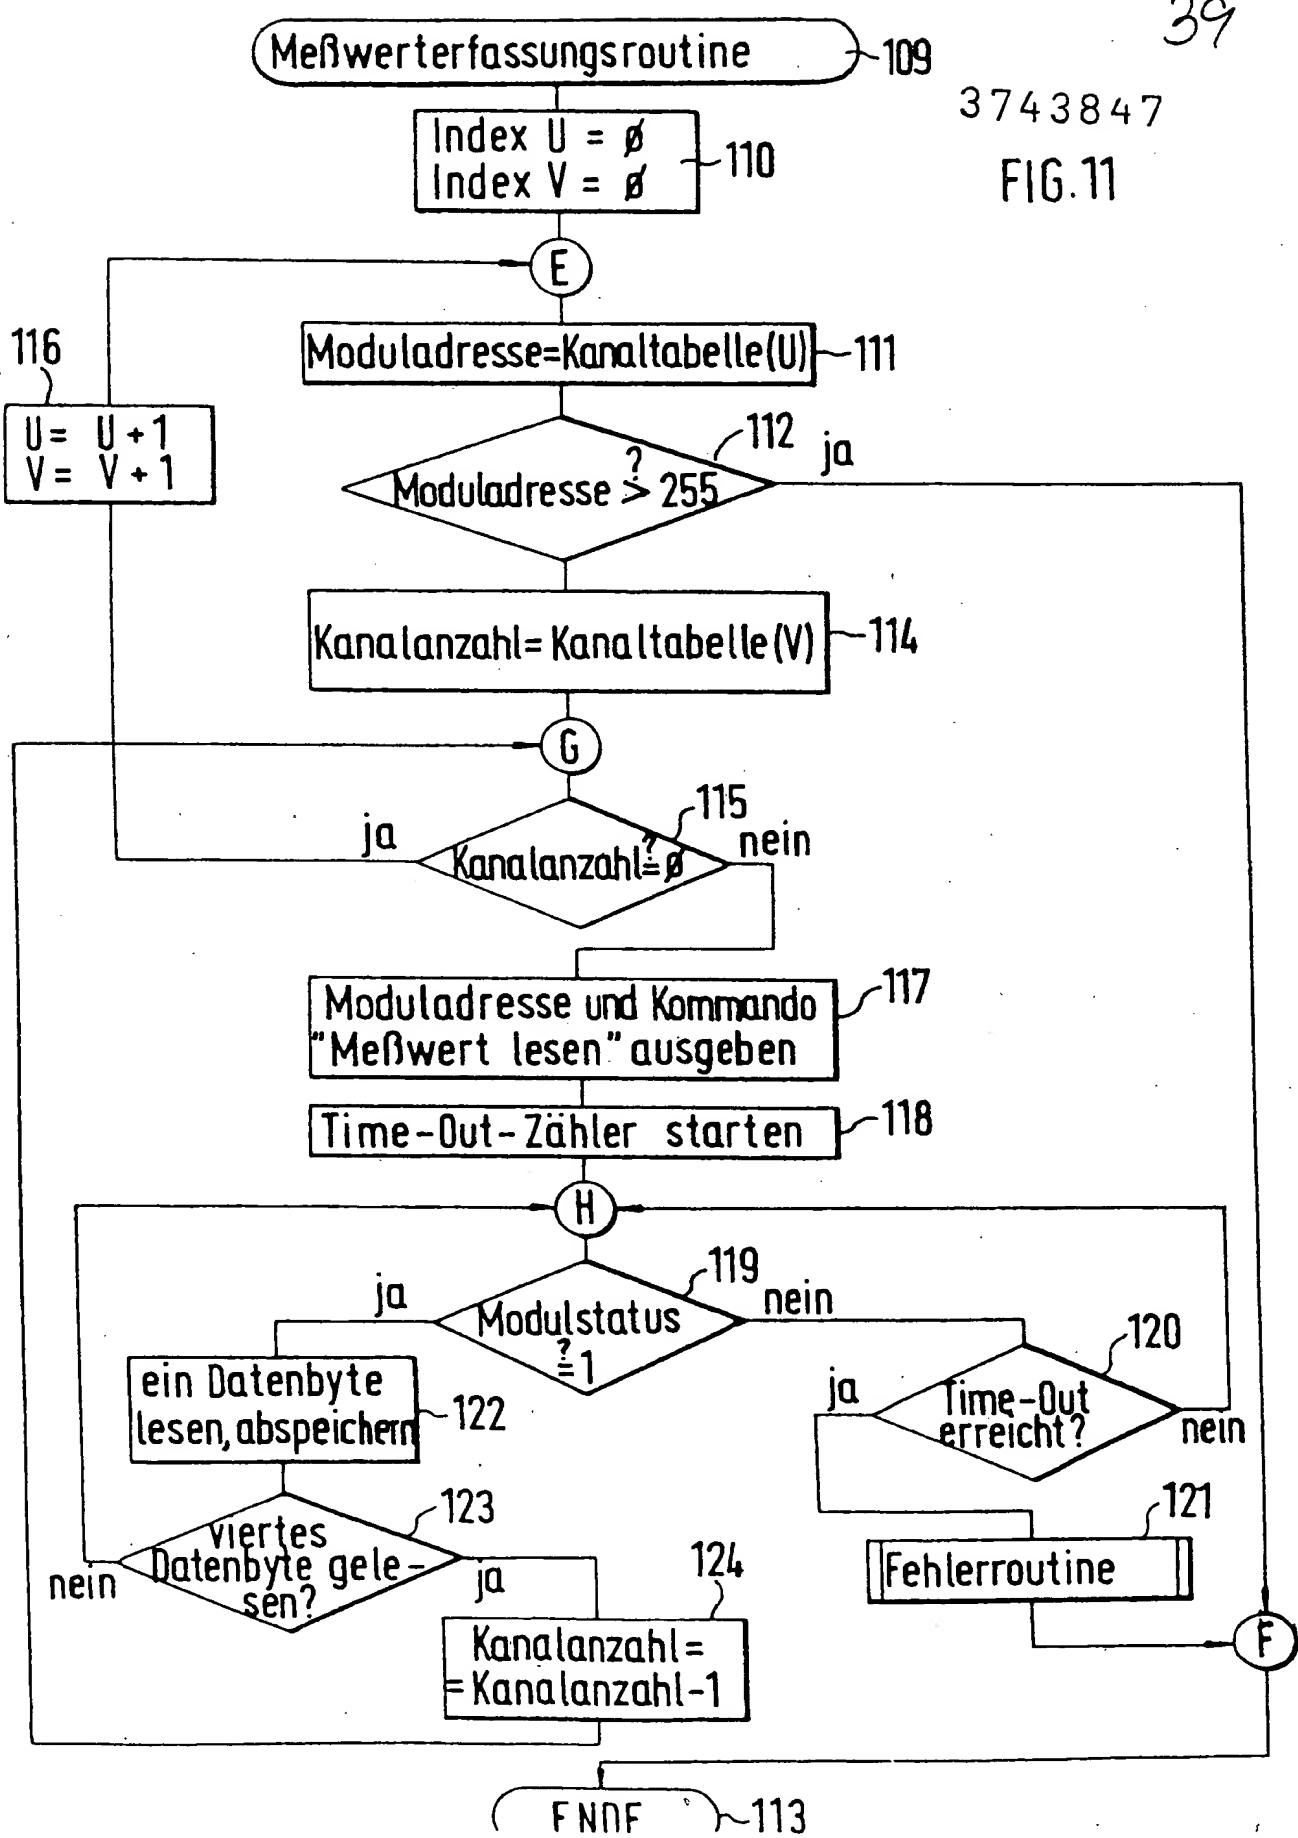 39
Meßwerterfassungsroutine
109
3743847
Index U = ø
Index V = ø
110
FIG.11
E
116
Moduladresse=Kanaltabelle(U)
111
U = U + 1
V = V + 1
112
ja
Moduladresse >? 255
Kanalanzahl=Kanaltabelle(V)
114
G
115
ja
nein
Kanalanzahl ?= ø
117
Moduladresse und Kommando
"Meßwert lesen" ausgeben
Time-Out-Zähler starten
118
H
119
ja
nein
Modulstatus
?= 1
120
ein Datenbyte
lesen, abspeichern
122
ja
Time-Out
erreicht?
nein
123
viertes
Datenbyte gele-
sen?
nein
ja
121
Fehlerroutine
124
Kanalanzahl=
=Kanalanzahl-1
F
ENDE
113